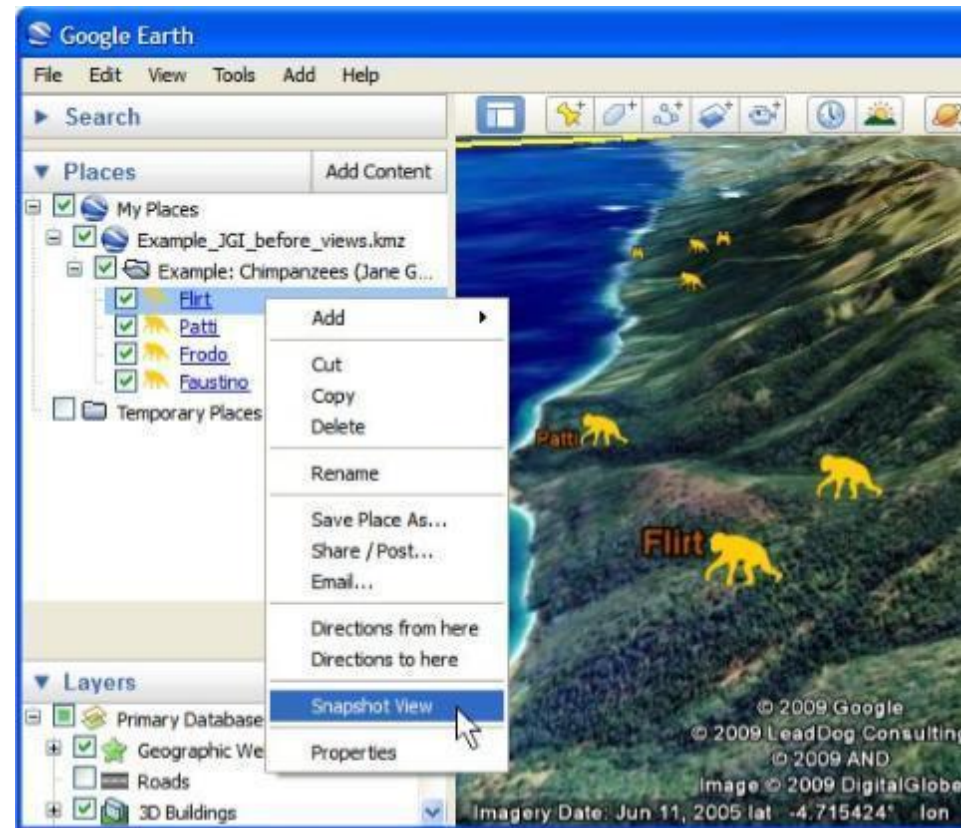 Google Earth
File Edit View Tools Add Help
Search
Places Add Content
My Places
Example_JGI_before_views.kmz
Example: Chimpanzees (Jane G...
Flirt
Patti
Frodo
Faustino
Temporary Places
Add
Cut
Copy
Delete
Rename
Save Place As...
Share / Post...
Email...
Directions from here
Directions to here
Snapshot View
Properties
Layers
Primary Database
Geographic We
Roads
3D Buildings
Patti
Flirt
© 2009 Google
© 2009 LeadDog Consulting
© 2009 AND
Image © 2009 DigitalGlobe
Imagery Date: Jun 11, 2005 lat -4.715424° lon